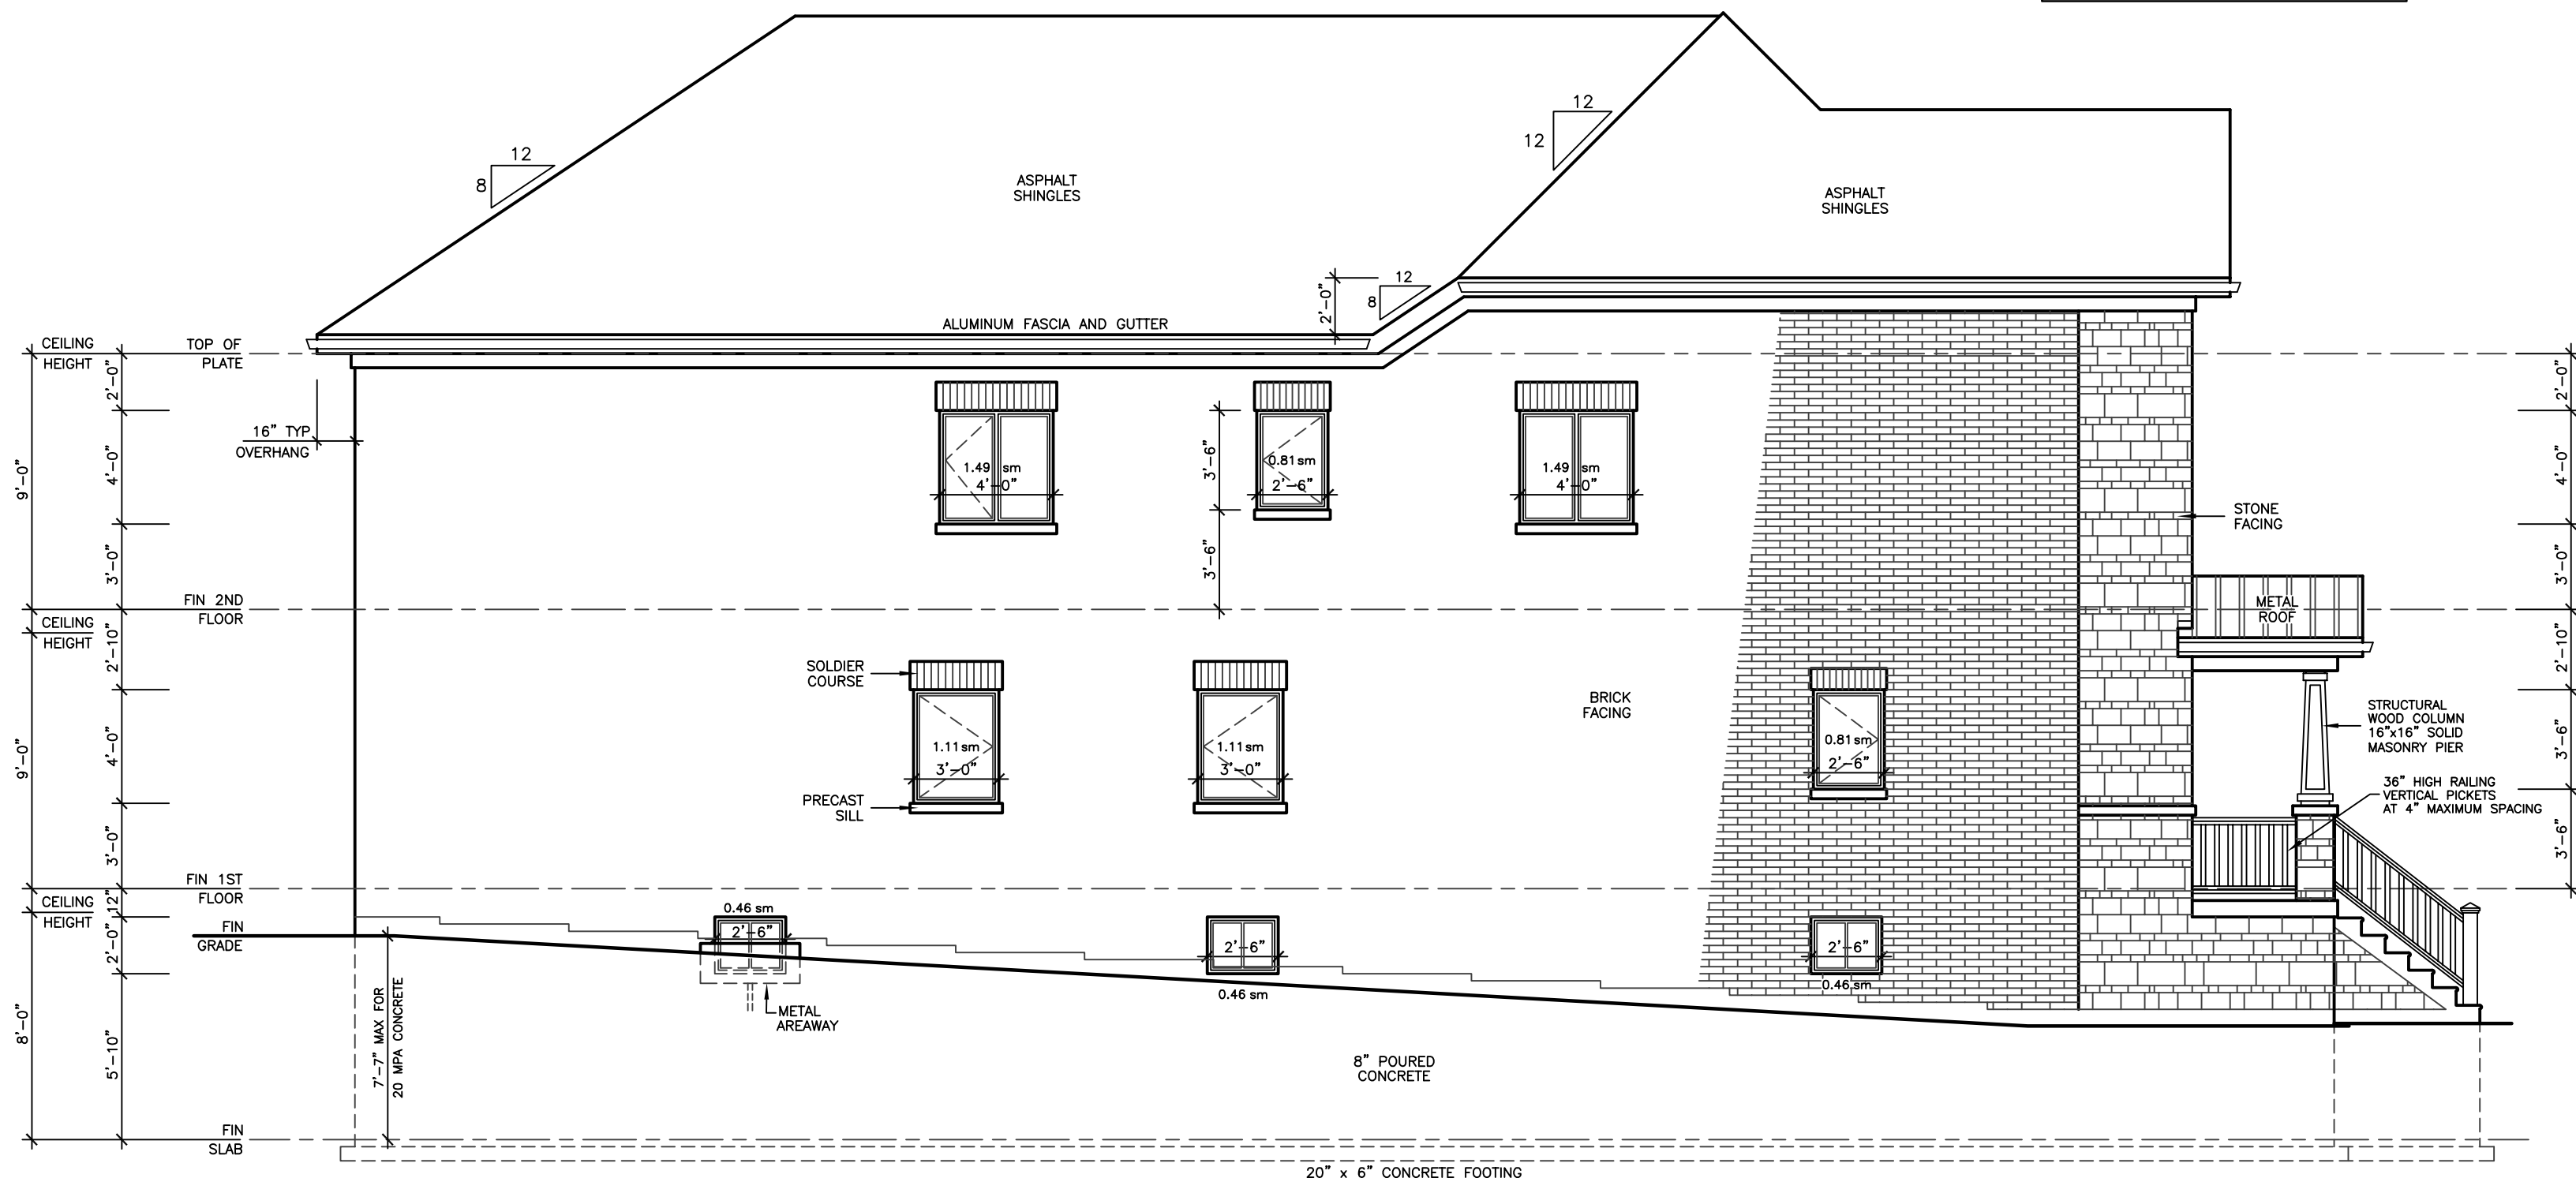 12
8
12
12
ASPHALT
SHINGLES
ASPHALT
SHINGLES
12
8
2'-0"
ALUMINUM FASCIA AND GUTTER
CEILING
HEIGHT
TOP OF
PLATE
2'-0"
2'-0"
16" TYP
OVERHANG
9'-0"
4'-0"
3'-0"
1.49 sm
4'-0"
3'-6"
0.81 sm
2'-6"
1.49 sm
4'-0"
3'-6"
4'-0"
STONE
FACING
3'-0"
FIN 2ND
FLOOR
CEILING
HEIGHT
2'-10"
METAL
ROOF
2'-10"
SOLDIER
COURSE
BRICK
FACING
9'-0"
4'-0"
1.11 sm
3'-0"
1.11 sm
3'-0"
0.81 sm
2'-6"
STRUCTURAL
WOOD COLUMN
16"x16" SOLID
MASONRY PIER
3'-6"
PRECAST
SILL
36" HIGH RAILING
VERTICAL PICKETS
AT 4" MAXIMUM SPACING
3'-0"
3'-6"
FIN 1ST
FLOOR
CEILING
HEIGHT
12"
FIN
GRADE
2'-0"
0.46 sm
2'-6"
2'-6"
0.46 sm
2'-6"
0.46 sm
METAL
AREAWAY
8'-0"
5'-10"
7'-7" MAX FOR
20 MPA CONCRETE
8" POURED
CONCRETE
FIN
SLAB
20" x 6" CONCRETE FOOTING